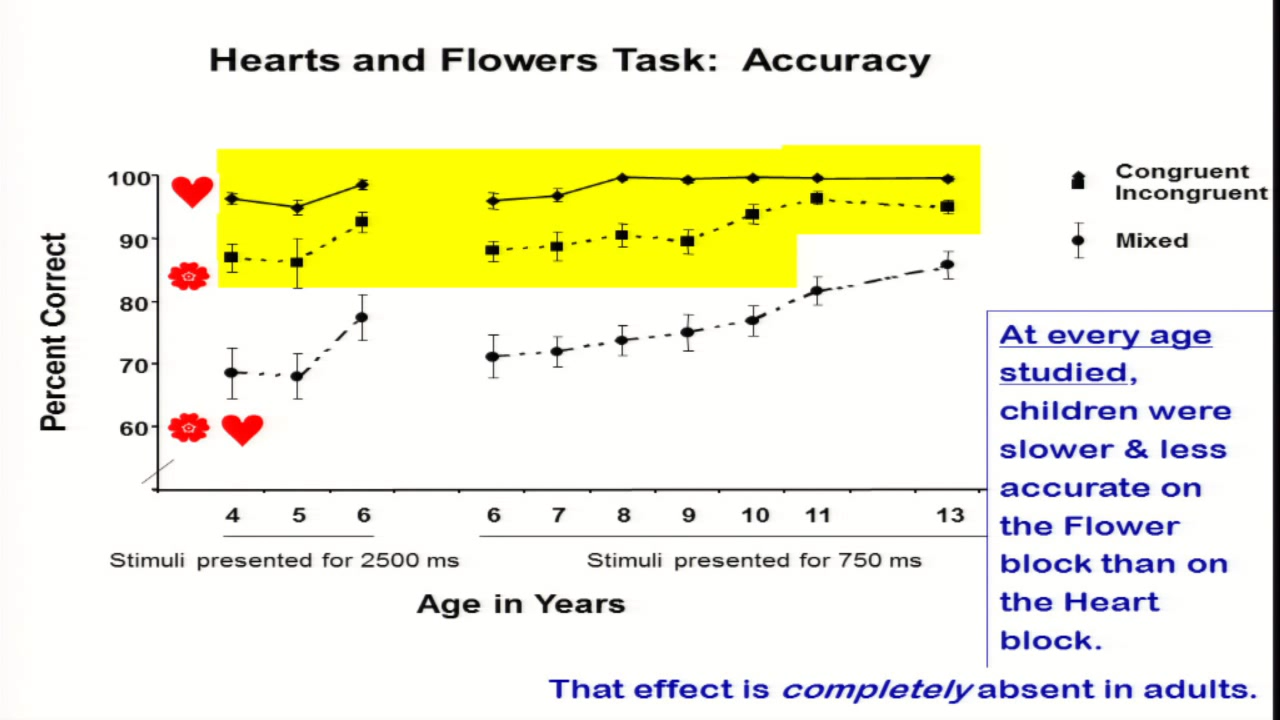 Hearts and Flowers Task: Accuracy
Percent Correct
100
90
80
70
60
Congruent
Incongruent
Mixed
4 5 6 6 7 8 9 10 11 13
Stimuli presented for 2500 ms
Stimuli presented for 750 ms
Age in Years
At every age
studied,
children were
slower & less
accurate on
the Flower
block than on
the Heart
block.
That effect is completely absent in adults.